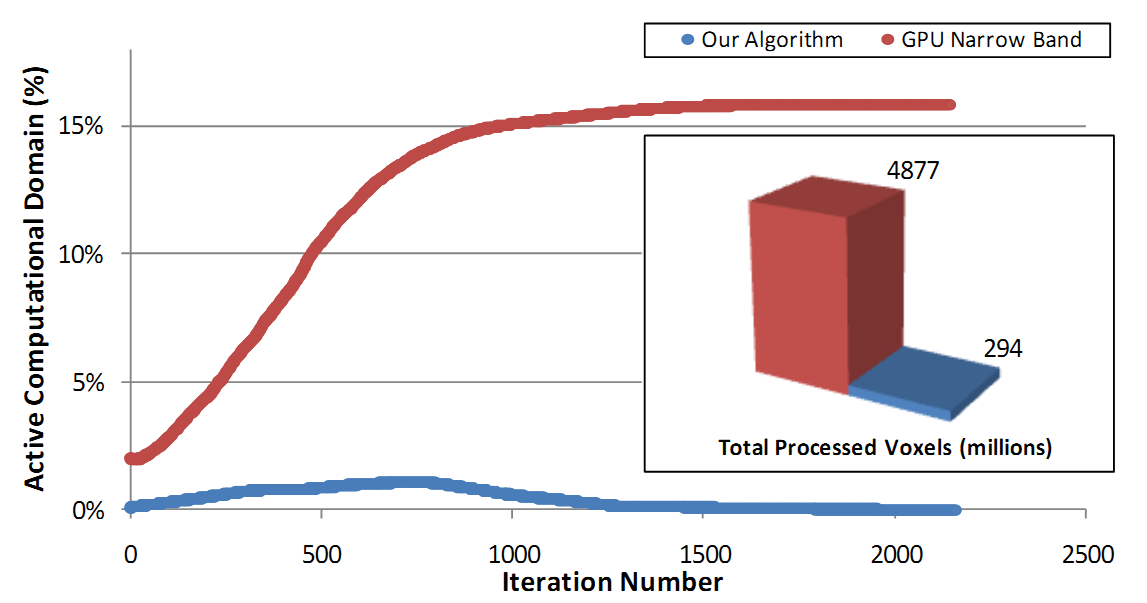 Our Algorithm GPU Narrow Band
Active Computational Domain (%)
15%
10%
5%
0%
4877
294
Total Processed Voxels (millions)
0 500 1000 1500 2000 2500
Iteration Number